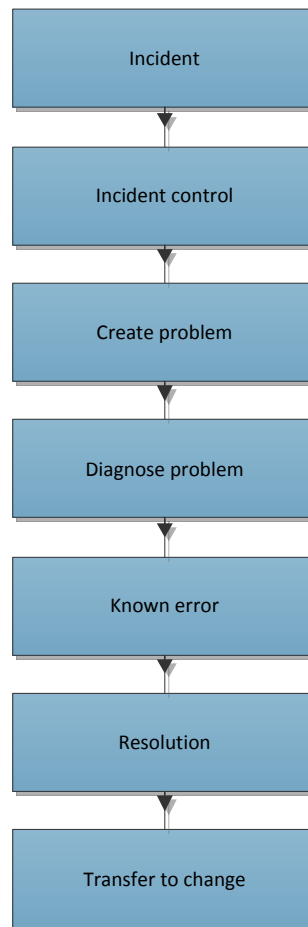 Incident
Incident control
Create problem
Diagnose problem
Known error
Resolution
Transfer to change